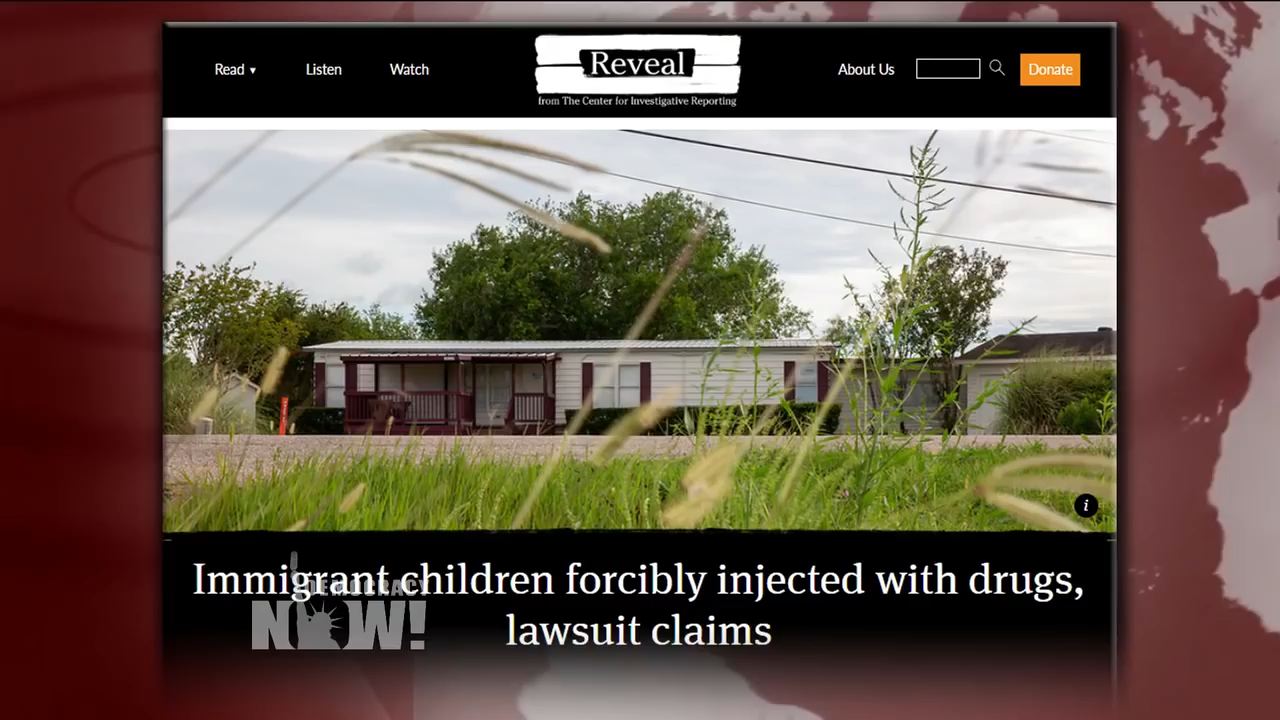 Read ▾ Listen Watch
Reveal
from The Center for Investigative Reporting
About Us
Donate
i
Immigrant children forcibly injected with drugs,
lawsuit claims
DEMOCRACY
NOW!